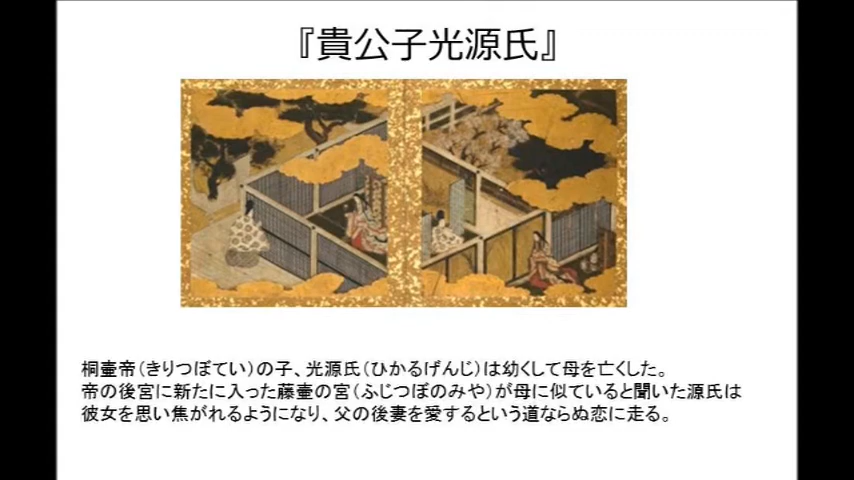 『貴公子光源氏』
桐壷帝（きりつぼてい）の子、光源氏（ひかるげんじ）は幼くして母を亡くした。
帝の後宮に新たに入った藤壷の宮（ふじつぼのみや）が母に似ていると聞いた源氏は
彼女を思い焦がれるようになり、父の後妻を愛するという道ならぬ恋に走る。